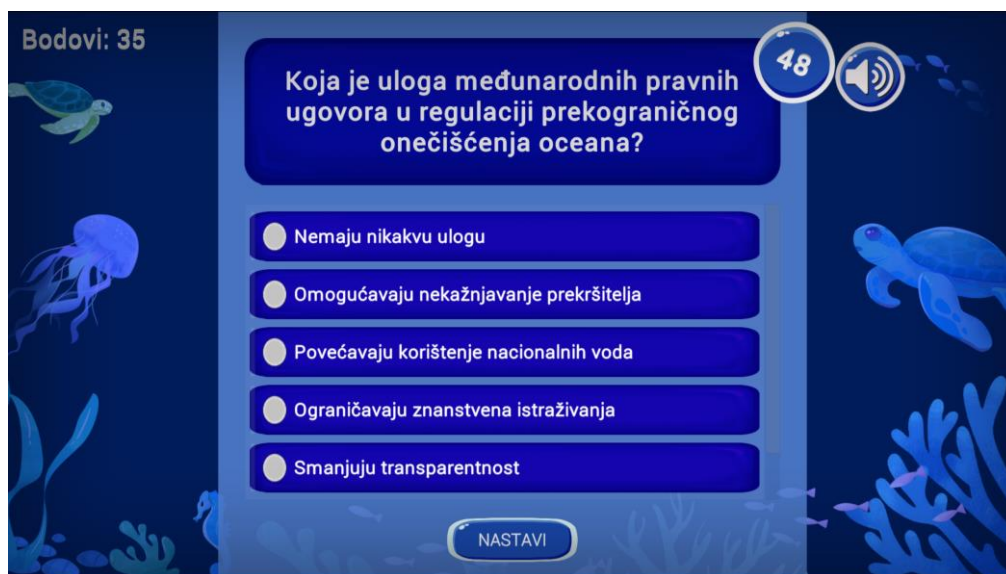 Bodovi: 35
48
Koja je uloga međunarodnih pravnih
ugovora u regulaciji prekograničnog
onečišćenja oceana?
Nemaju nikakvu ulogu
Omogućavaju nekažnjavanje prekršitelja
Povećavaju korištenje nacionalnih voda
Ograničavaju znanstvena istraživanja
Smanjuju transparentnost
NASTAVI